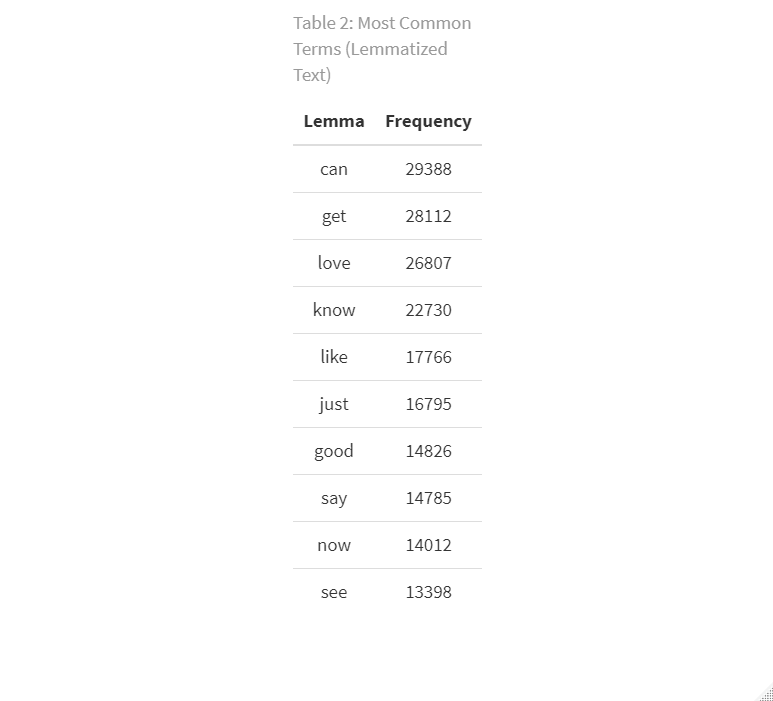 Table 2: Most Common
Terms (Lemmatized
Text)
Lemma Frequency
can 29388
get 28112
love 26807
know 22730
like 17766
just 16795
good 14826
say 14785
now 14012
see 13398